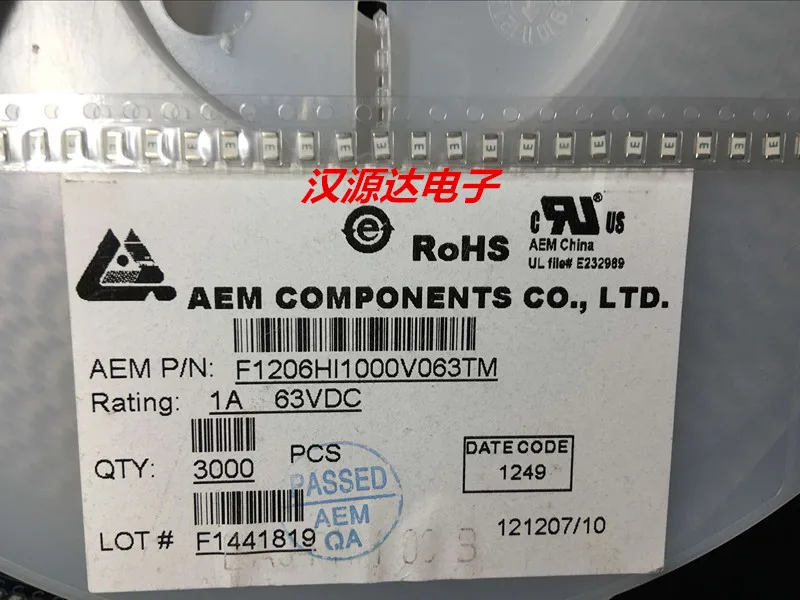 汉源达电子
e
RoHS
c RU ® US
AEM China
UL file# E232989
AEM COMPONENTS CO., LTD.
AEM P/N: F1206HI1000V063TM
Rating: 1A 63VDC
QTY: 3000 PCS
DATE CODE
1249
PASSED
AEM
QA
LOT # F1441819
121207/10